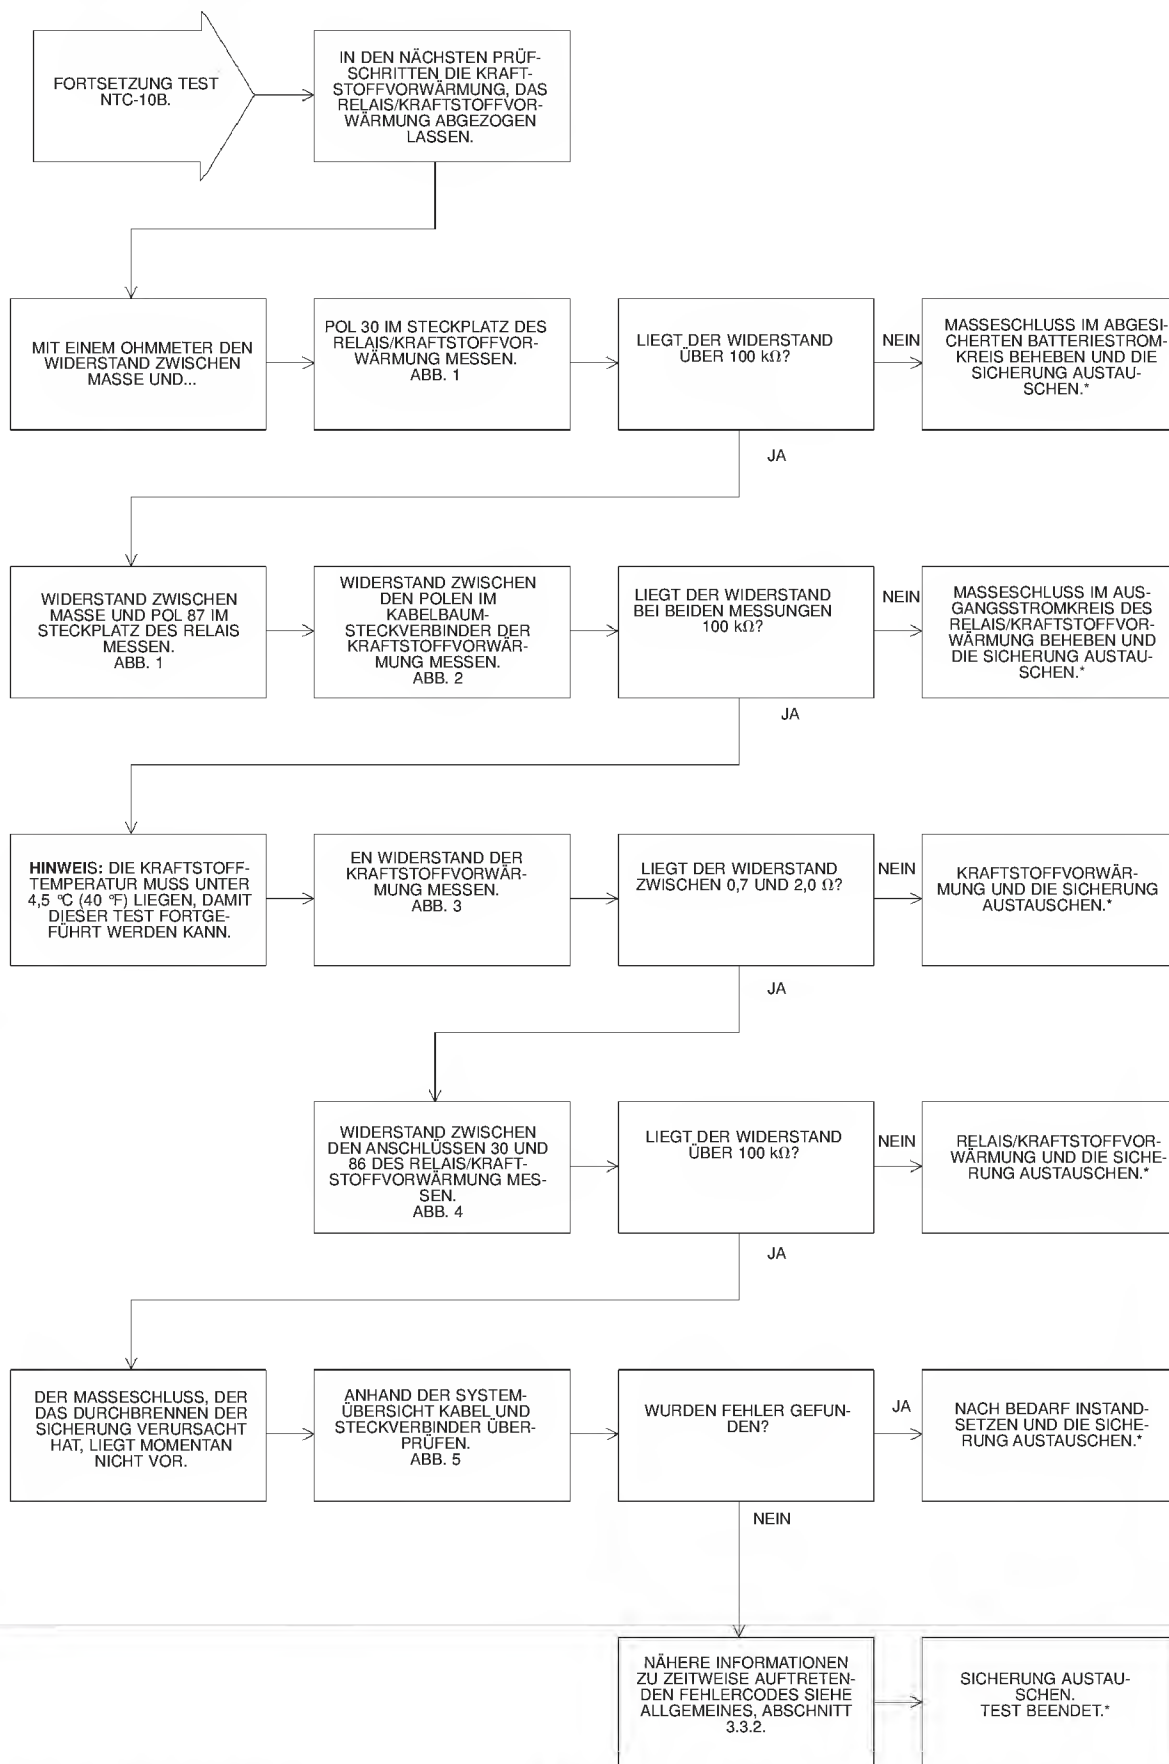 FORTSETZUNG TEST
NTC-10B.
IN DEN NÄCHSTEN PRÜF-
SCHRITTEN DIE KRAFT-
STOFFVORWÄRMUNG, DAS
RELAIS/KRAFTSTOFFVOR-
WÄRMUNG ABGEZOGEN
LASSEN.
MIT EINEM OHMMETER DEN
WIDERSTAND ZWISCHEN
MASSE UND...
POL 30 IM STECKPLATZ DES
RELAIS/KRAFTSTOFFVOR-
WÄRMUNG MESSEN.
ABB. 1
LIEGT DER WIDERSTAND
ÜBER 100 kΩ?
NEIN
MASSESCHLUSS IM ABGESI-
CHERTEN BATTERIESTROM-
KREIS BEHEBEN UND DIE
SICHERUNG AUSTAU-
SCHEN.*
JA
WIDERSTAND ZWISCHEN
MASSE UND POL 87 IM
STECKPLATZ DES RELAIS
MESSEN.
ABB. 1
WIDERSTAND ZWISCHEN
DEN POLEN IM
KABELBAUM-
STECKVERBINDER DER
KRAFTSTOFFVORWÄR-
MUNG MESSEN.
ABB. 2
LIEGT DER WIDERSTAND
BEI BEIDEN MESSUNGEN
100 kΩ?
NEIN
MASSESCHLUSS IM AUS-
GANGSSTROMKREIS DES
RELAIS/KRAFTSTOFFVOR-
WÄRMUNG BEHEBEN UND
DIE SICHERUNG AUSTAU-
SCHEN.*
JA
HINWEIS: DIE KRAFTSTOFF-
TEMPERATUR MUSS UNTER
4,5 °C (40 °F) LIEGEN, DAMIT
DIESER TEST FORTGE-
FÜHRT WERDEN KANN.
EN WIDERSTAND DER
KRAFTSTOFFVORWÄR-
MUNG MESSEN.
ABB. 3
LIEGT DER WIDERSTAND
ZWISCHEN 0,7 UND 2,0 Ω?
NEIN
KRAFTSTOFFVORWÄR-
MUNG UND DIE SICHERUNG
AUSTAUSCHEN.*
JA
WIDERSTAND ZWISCHEN
DEN ANSCHLÜSSEN 30 UND
86 DES RELAIS/KRAFT-
STOFFVORWÄRMUNG MES-
SEN.
ABB. 4
LIEGT DER WIDERSTAND
ÜBER 100 kΩ?
NEIN
RELAIS/KRAFTSTOFFVOR-
WÄRMUNG UND DIE SICHE-
RUNG AUSTAUSCHEN.*
JA
DER MASSESCHLUSS, DER
DAS DURCHBRENNEN DER
SICHERUNG VERURSACHT
HAT, LIEGT MOMENTAN
NICHT VOR.
ANHAND DER SYSTEM-
ÜBERSICHT KABEL UND
STECKVERBINDER ÜBER-
PRÜFEN.
ABB. 5
WURDEN FEHLER GEFUN-
DEN?
JA
NACH BEDARF INSTAND-
SETZEN UND DIE SICHE-
RUNG AUSTAUSCHEN.*
NEIN
NÄHERE INFORMATIONEN
ZU ZEITWEISE AUFTRETEN-
DEN FEHLERCODES SIEHE
ALLGEMEINES, ABSCHNITT
3.3.2.
SICHERUNG AUSTAU-
SCHEN.
TEST BEENDET.*